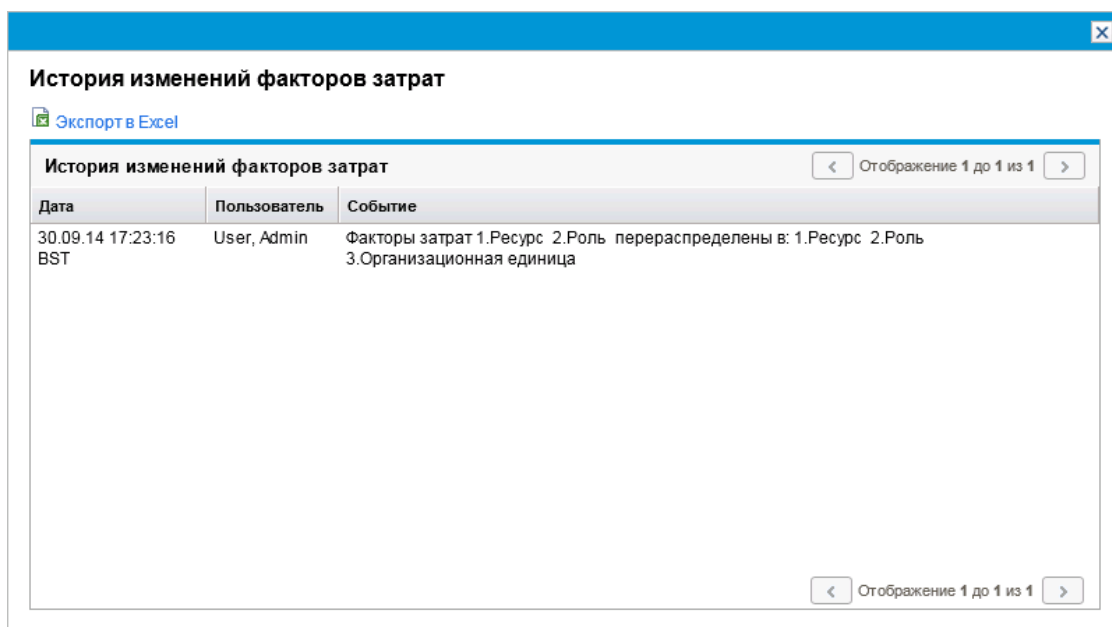 История изменений факторов затрат
Экспорт в Excel
История изменений факторов затрат
Отображение 1 до 1 из 1
Дата Пользователь Событие
30.09.14 17:23:16 User, Admin Факторы затрат 1.Ресурс 2.Роль перераспределены в: 1.Ресурс 2.Роль
BST 3.Организационная единица
Отображение 1 до 1 из 1